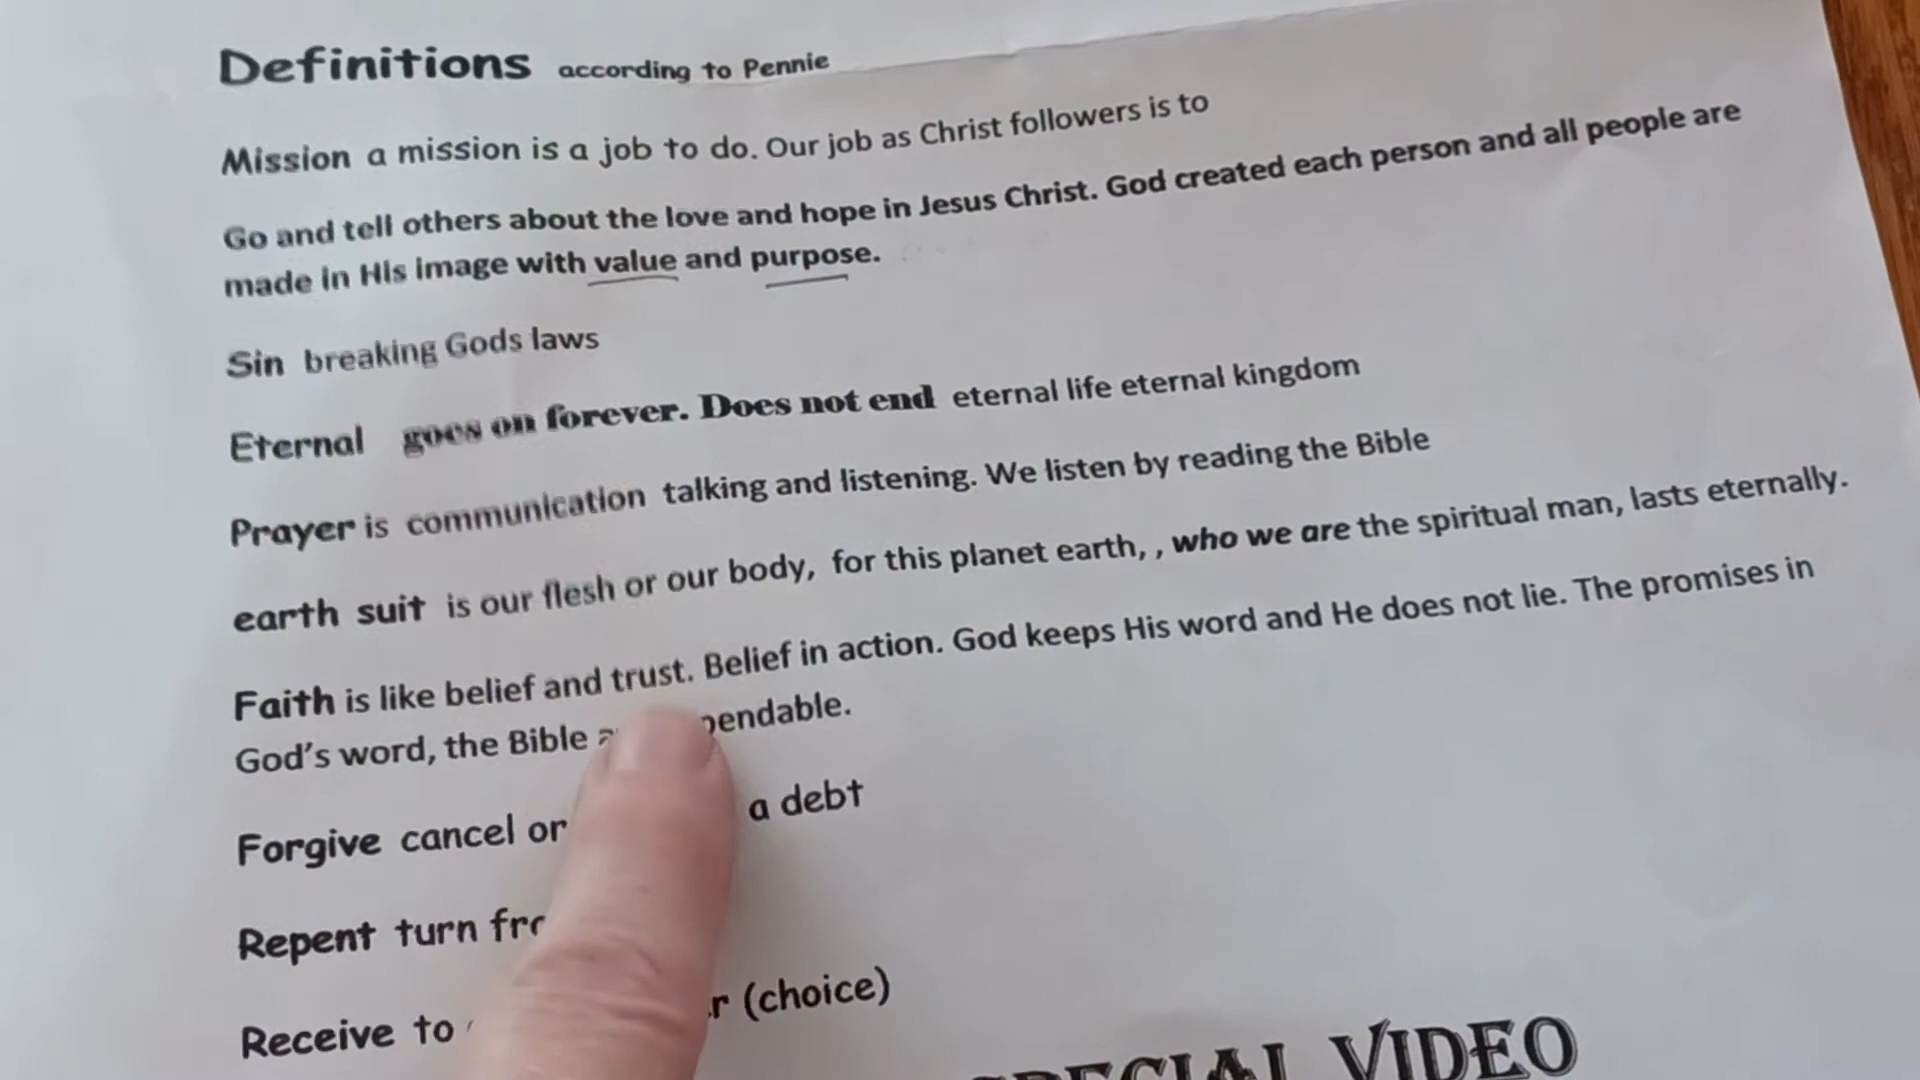 Definitions according to Pennie
Mission a mission is a job to do. Our job as Christ followers is to
Go and tell others about the love and hope in Jesus Christ. God created each person and all people are
made in His image with value and purpose.
Sin breaking Gods laws
Eternal goes on forever. Does not end eternal life eternal kingdom
Prayer is communication talking and listening. We listen by reading the Bible
earth suit is our flesh or our body, for this planet earth, , who we are the spiritual man, lasts eternally.
Faith is like belief and trust. Belief in action. God keeps His word and He does not lie. The promises in
God's word, the Bible
Forgive cancel or a debt
Repent turn
Receive to (choice)
SPECIAL VIDEO